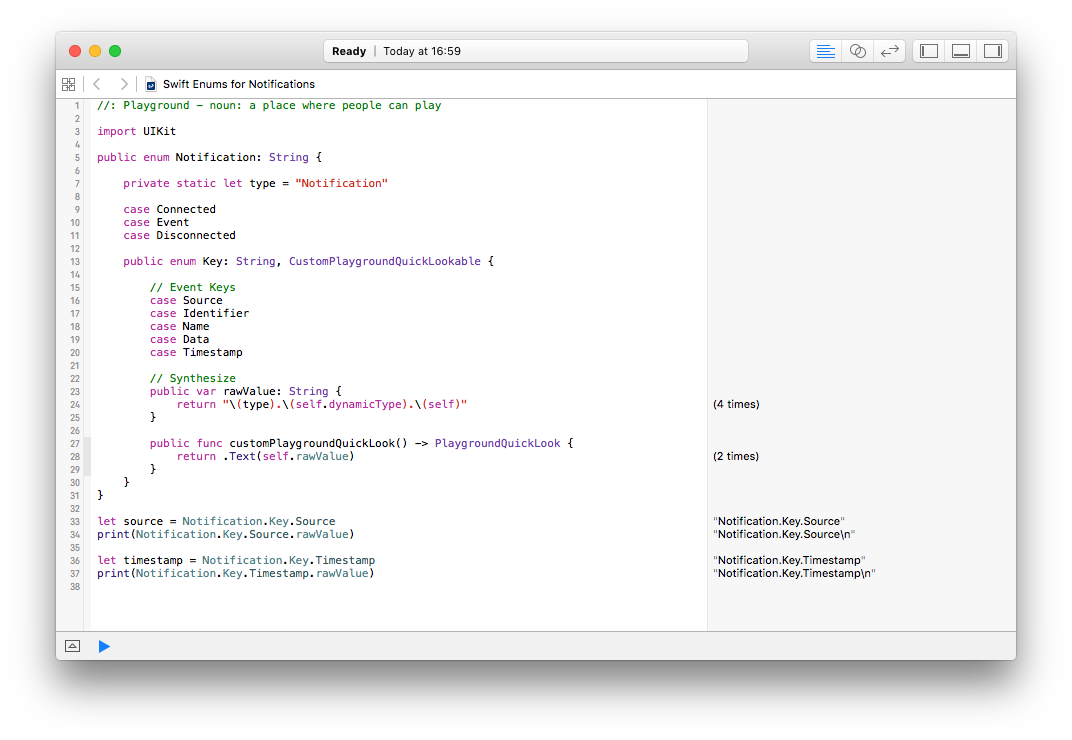 Ready | Today at 16:59
Swift Enums for Notifications
1 //: Playground – noun: a place where people can play
2
3 import UIKit
4
5 public enum Notification: String {
6
7     private static let type = "Notification"
8
9     case Connected
10     case Event
11     case Disconnected
12
13     public enum Key: String, CustomPlaygroundQuickLookable {
14
15         // Event Keys
16         case Source
17         case Identifier
18         case Name
19         case Data
20         case Timestamp
21
22         // Synthesize
23         public var rawValue: String {
24             return "\(type).\(self.dynamicType).\(self)" (4 times)
25         }
26
27         public func customPlaygroundQuickLook() -> PlaygroundQuickLook {
28             return .Text(self.rawValue) (2 times)
29         }
30     }
31 }
32
33 let source = Notification.Key.Source "Notification.Key.Source"
34 print(Notification.Key.Source.rawValue) "Notification.Key.Source\n"
35
36 let timestamp = Notification.Key.Timestamp "Notification.Key.Timestamp"
37 print(Notification.Key.Timestamp.rawValue) "Notification.Key.Timestamp\n"
38